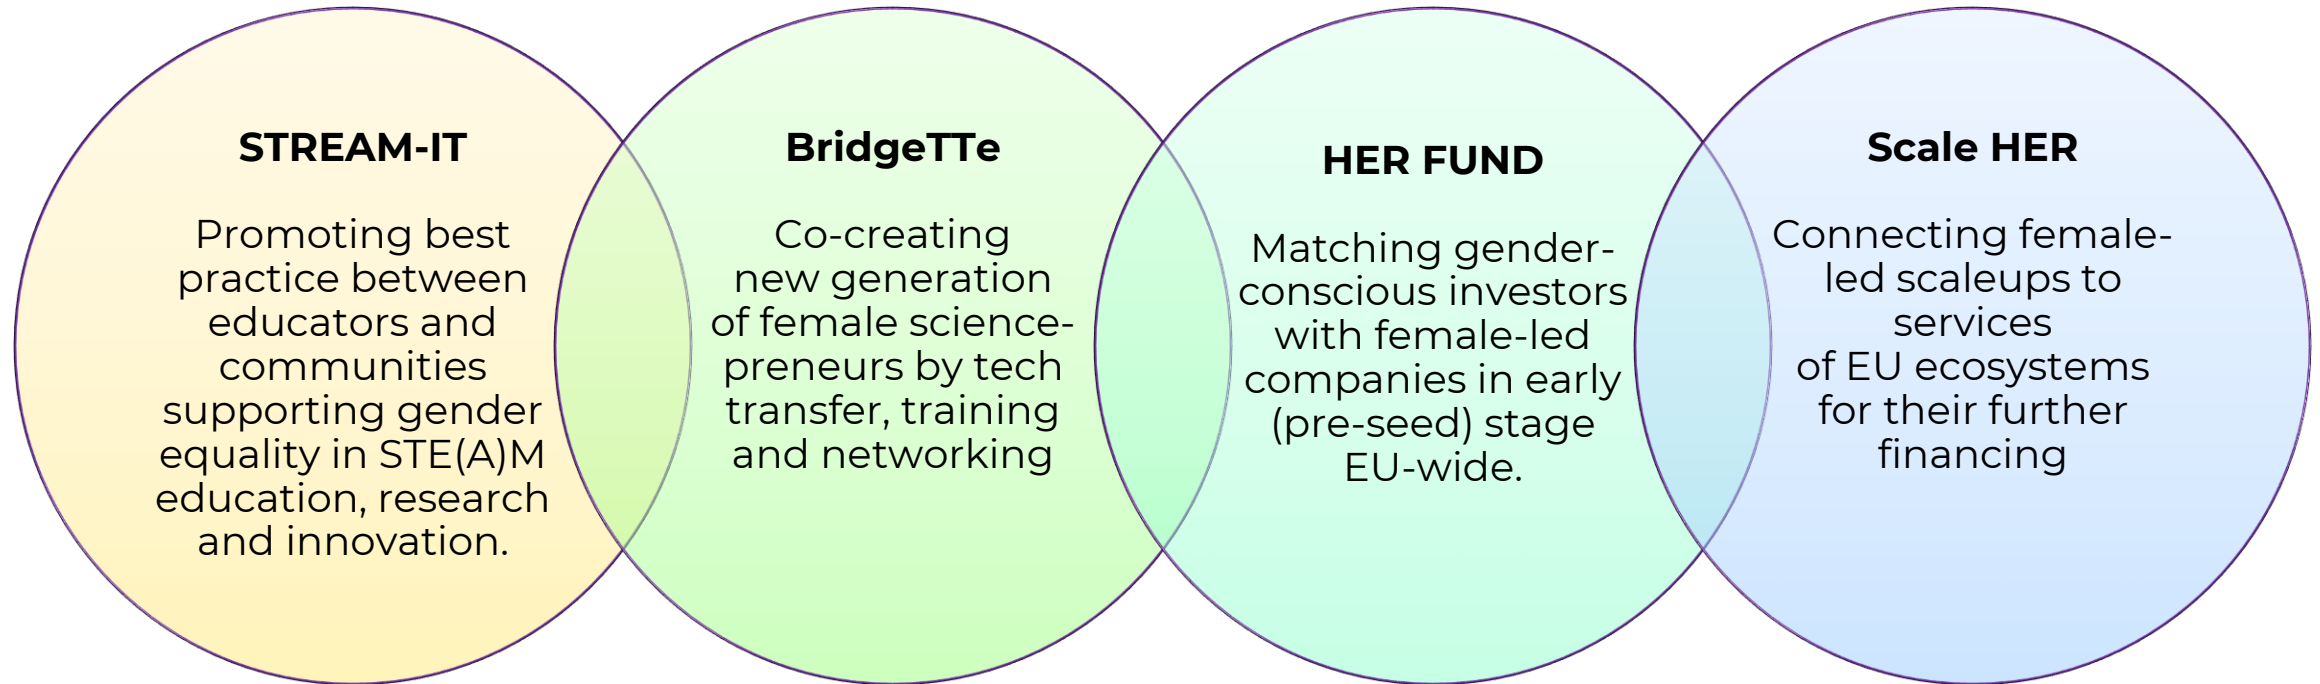 STREAM-IT
Promoting best
practice between
educators and
communities
supporting gender
equality in STE(A)M
education, research
and innovation.
BridgeTTe
Co-creating
new generation
of female science-
preneurs by tech
transfer, training
and networking
HER FUND
Matching gender-
conscious investors
with female-led
companies in early
(pre-seed) stage
EU-wide.
Scale HER
Connecting female-
led scaleups to
services
of EU ecosystems
for their further
financing